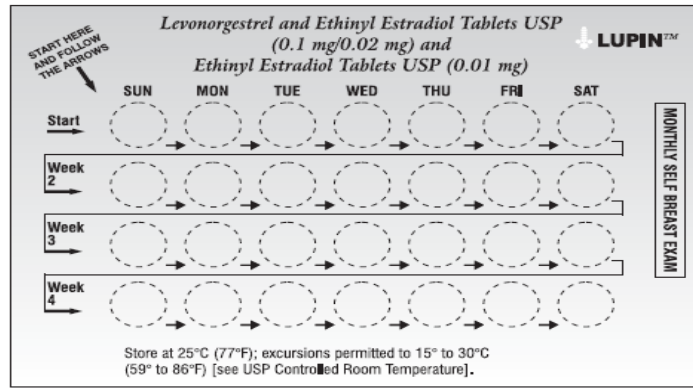 Levonorgestrel and Ethinyl Estradiol Tablets USP
(0.1 mg/0.02 mg) and
Ethinyl Estradiol Tablets USP (0.01 mg)
LUPIN™
START HERE
AND FOLLOW
THE ARROWS
SUN MON TUE WED THU FRI SAT
Start
Week
2
Week
3
Week
4
MONTHLY SELF BREAST EXAM
Store at 25°C (77°F); excursions permitted to 15° to 30°C
(59° to 86°F) [see USP Controlled Room Temperature].